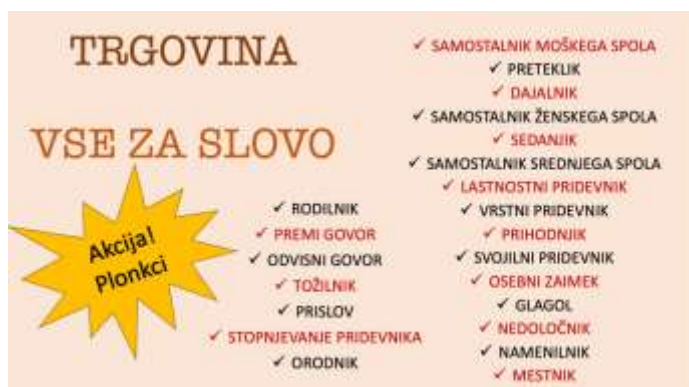 TRGOVINA
VSE ZA SLOVO
Akcija!
Plonkci
✓ RODILNIK
✓ PREMI GOVOR
✓ ODVISNI GOVOR
✓ TOŽILNIK
✓ PRISLOV
✓ STOPNJEVANJE PRIDEVNIKA
✓ ORODNIK
✓ SAMOSTALNIK MOŠKEGA SPOLA
✓ PRETEKLIK
✓ DAJALNIK
✓ SAMOSTALNIK ŽENSKEGA SPOLA
✓ SEDANJIK
✓ SAMOSTALNIK SREDNJEGA SPOLA
✓ LASTNOSTNI PRIDEVNIK
✓ VRSTNI PRIDEVNIK
✓ PRIHODNJIK
✓ SVOJILNI PRIDEVNIK
✓ OSEBNI ZAIMEK
✓ GLAGOL
✓ NEDOLOČNIK
✓ NAMENILNIK
✓ MESTNIK